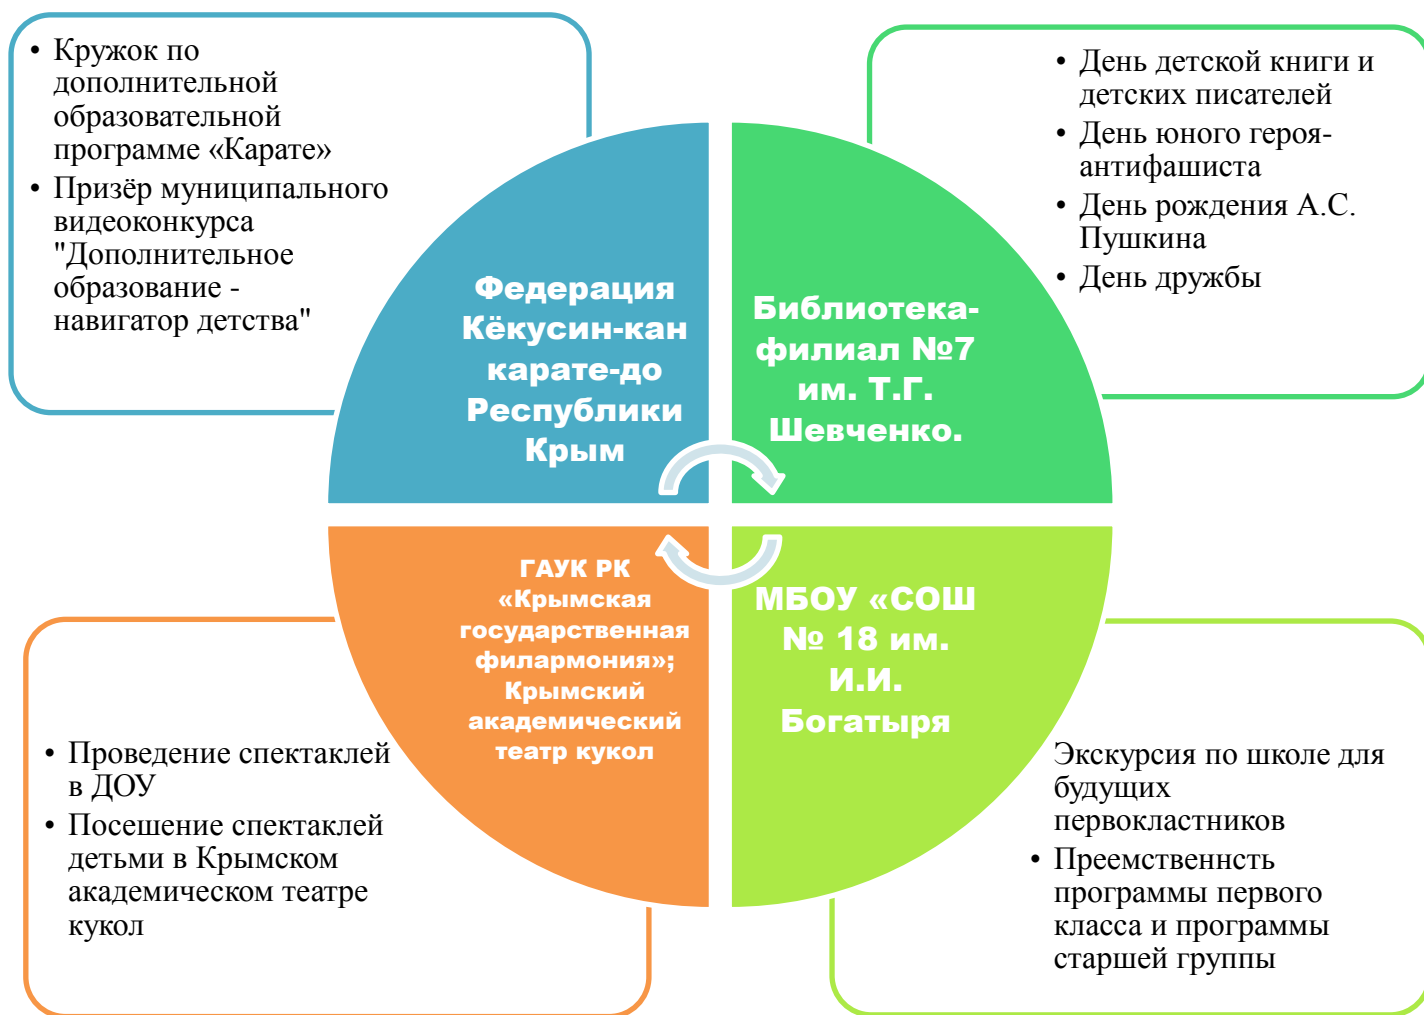 • Кружок по
дополнительной
образовательной
программе «Карате»
• Призёр муниципального
видеоконкурса
"Дополнительное
образование -
навигатор детства"
• День детской книги и
детских писателей
• День юного героя-
антифашиста
• День рождения А.С.
Пушкина
• День дружбы
Федерация
Кёкусин-кан
карате-до
Республики
Крым
Библиотека-
филиал №7
им. Т.Г.
Шевченко.
ГАУК РК
«Крымская
государственная
филармония»;
Крымский
академический
театр кукол
МБОУ «СОШ
№ 18 им.
И.И.
Богатыря
• Проведение спектаклей
в ДОУ
• Посешение спектаклей
детьми в Крымском
академическом театре
кукол
Экскурсия по школе для
будущих
первокластников
• Преемственнсть
программы первого
класса и программы
старшей группы